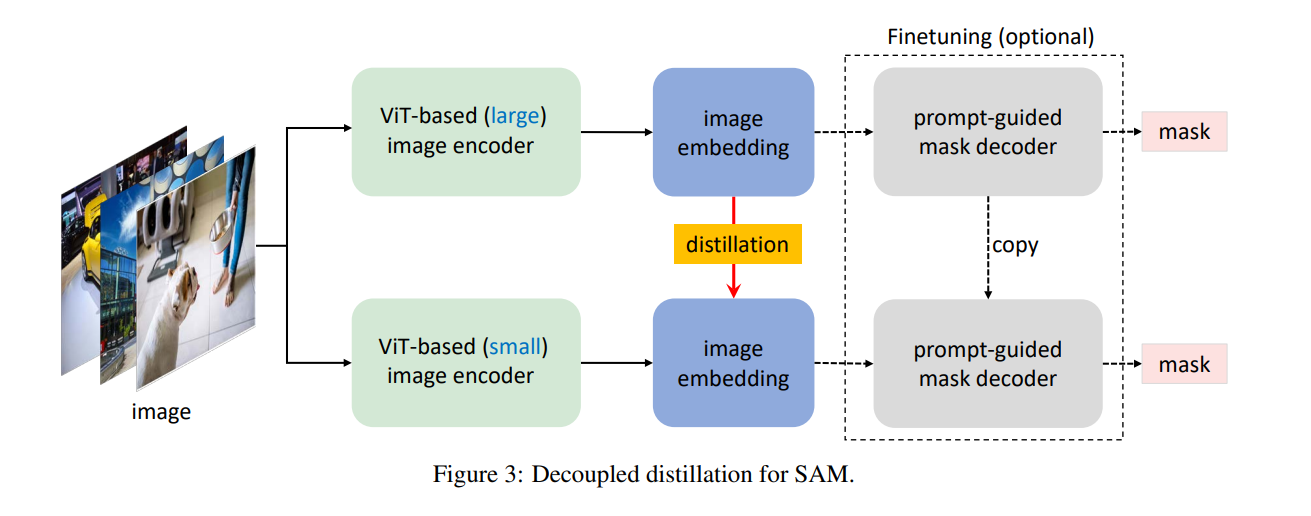 Finetuning (optional)
ViT-based (large)
image encoder
image
embedding
prompt-guided
mask decoder
mask
distillation
copy
image
ViT-based (small)
image encoder
image
embedding
prompt-guided
mask decoder
mask
Figure 3: Decoupled distillation for SAM.